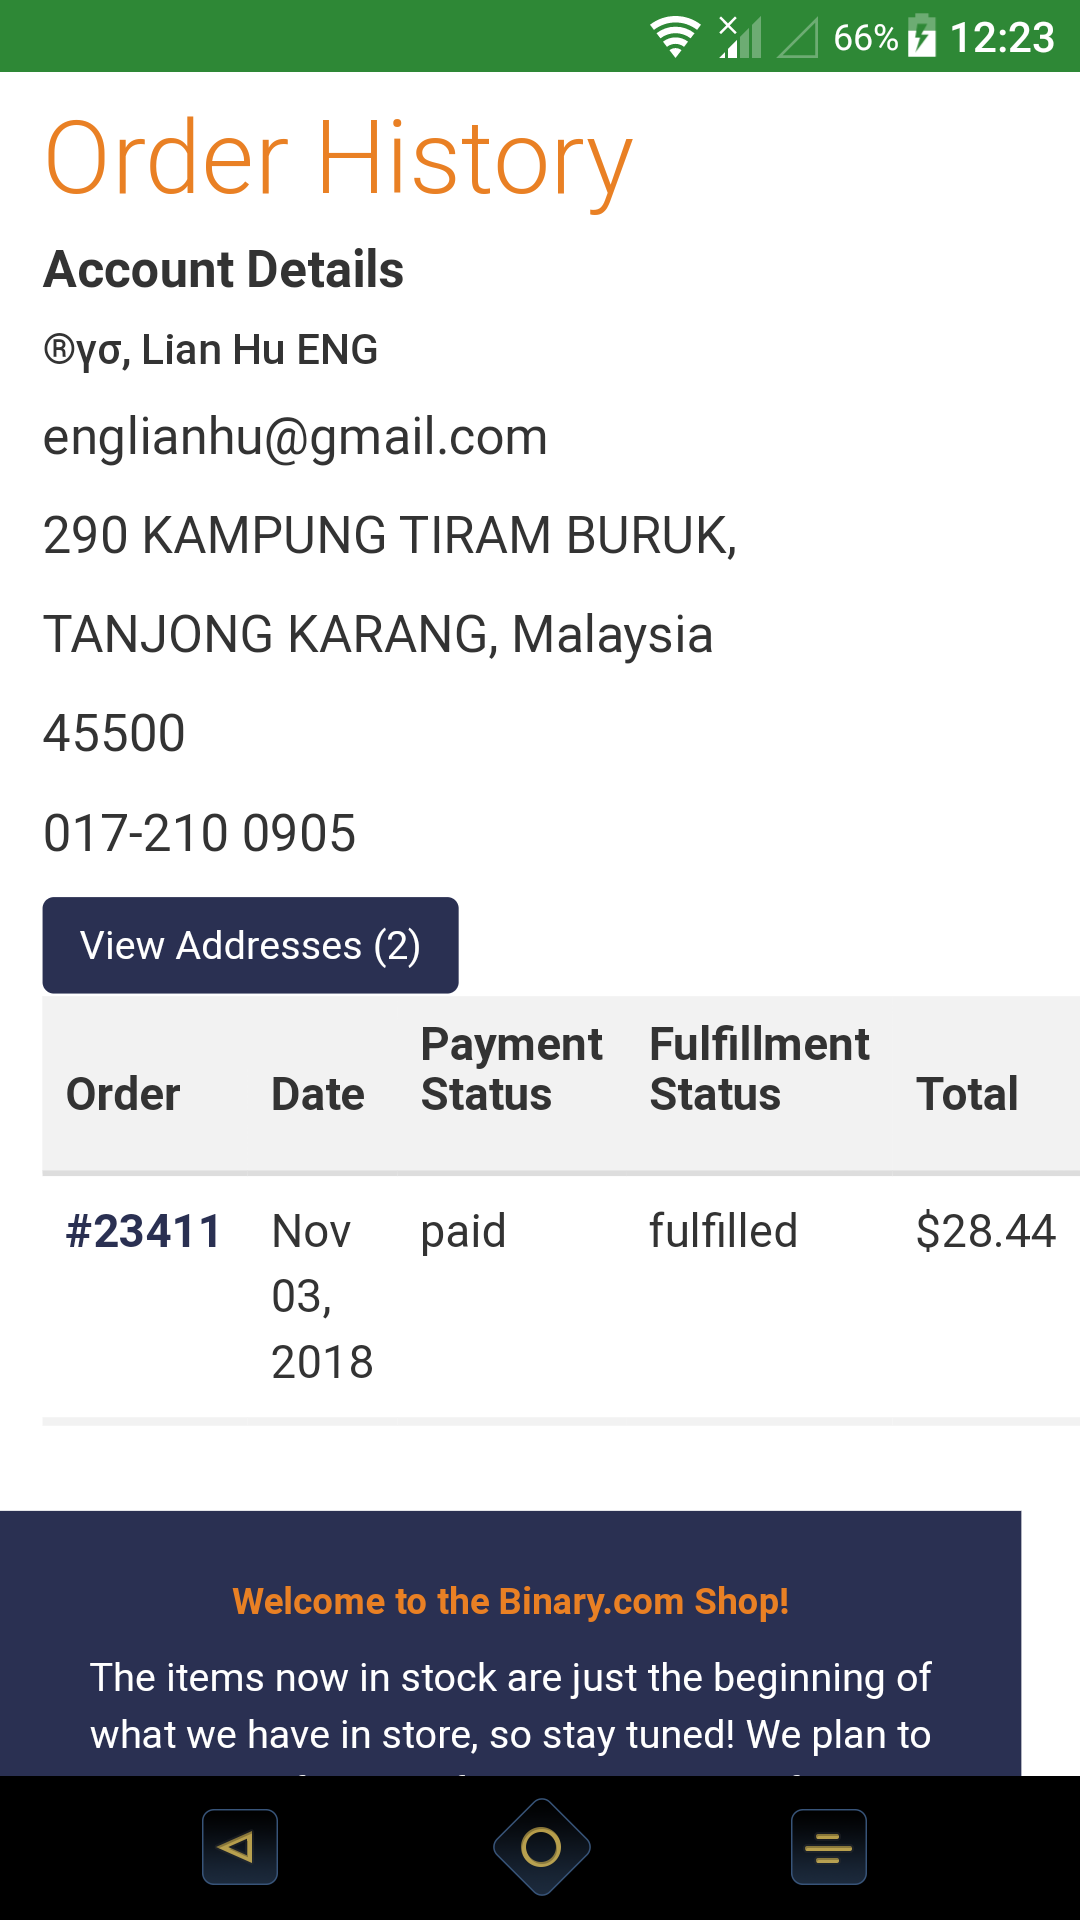 66% 12:23
Order History
Account Details
®γσ, Lian Hu ENG
englianhu@gmail.com
290 KAMPUNG TIRAM BURUK,
TANJONG KARANG, Malaysia
45500
017-210 0905
View Addresses (2)
Order Date Payment Status Fulfillment Status Total
#23411 Nov 03, 2018 paid fulfilled $28.44
Welcome to the Binary.com Shop!
The items now in stock are just the beginning of
what we have in store, so stay tuned! We plan to